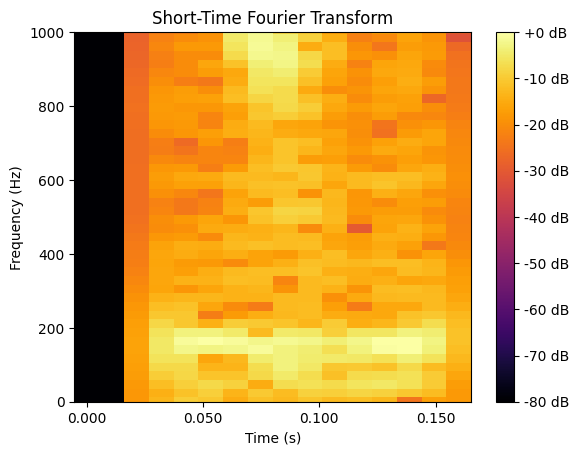 Short-Time Fourier Transform
1000
800
600
400
200
0
Frequency (Hz)
0.000
0.050
0.100
0.150
Time (s)
+0 dB
-10 dB
-20 dB
-30 dB
-40 dB
-50 dB
-60 dB
-70 dB
-80 dB